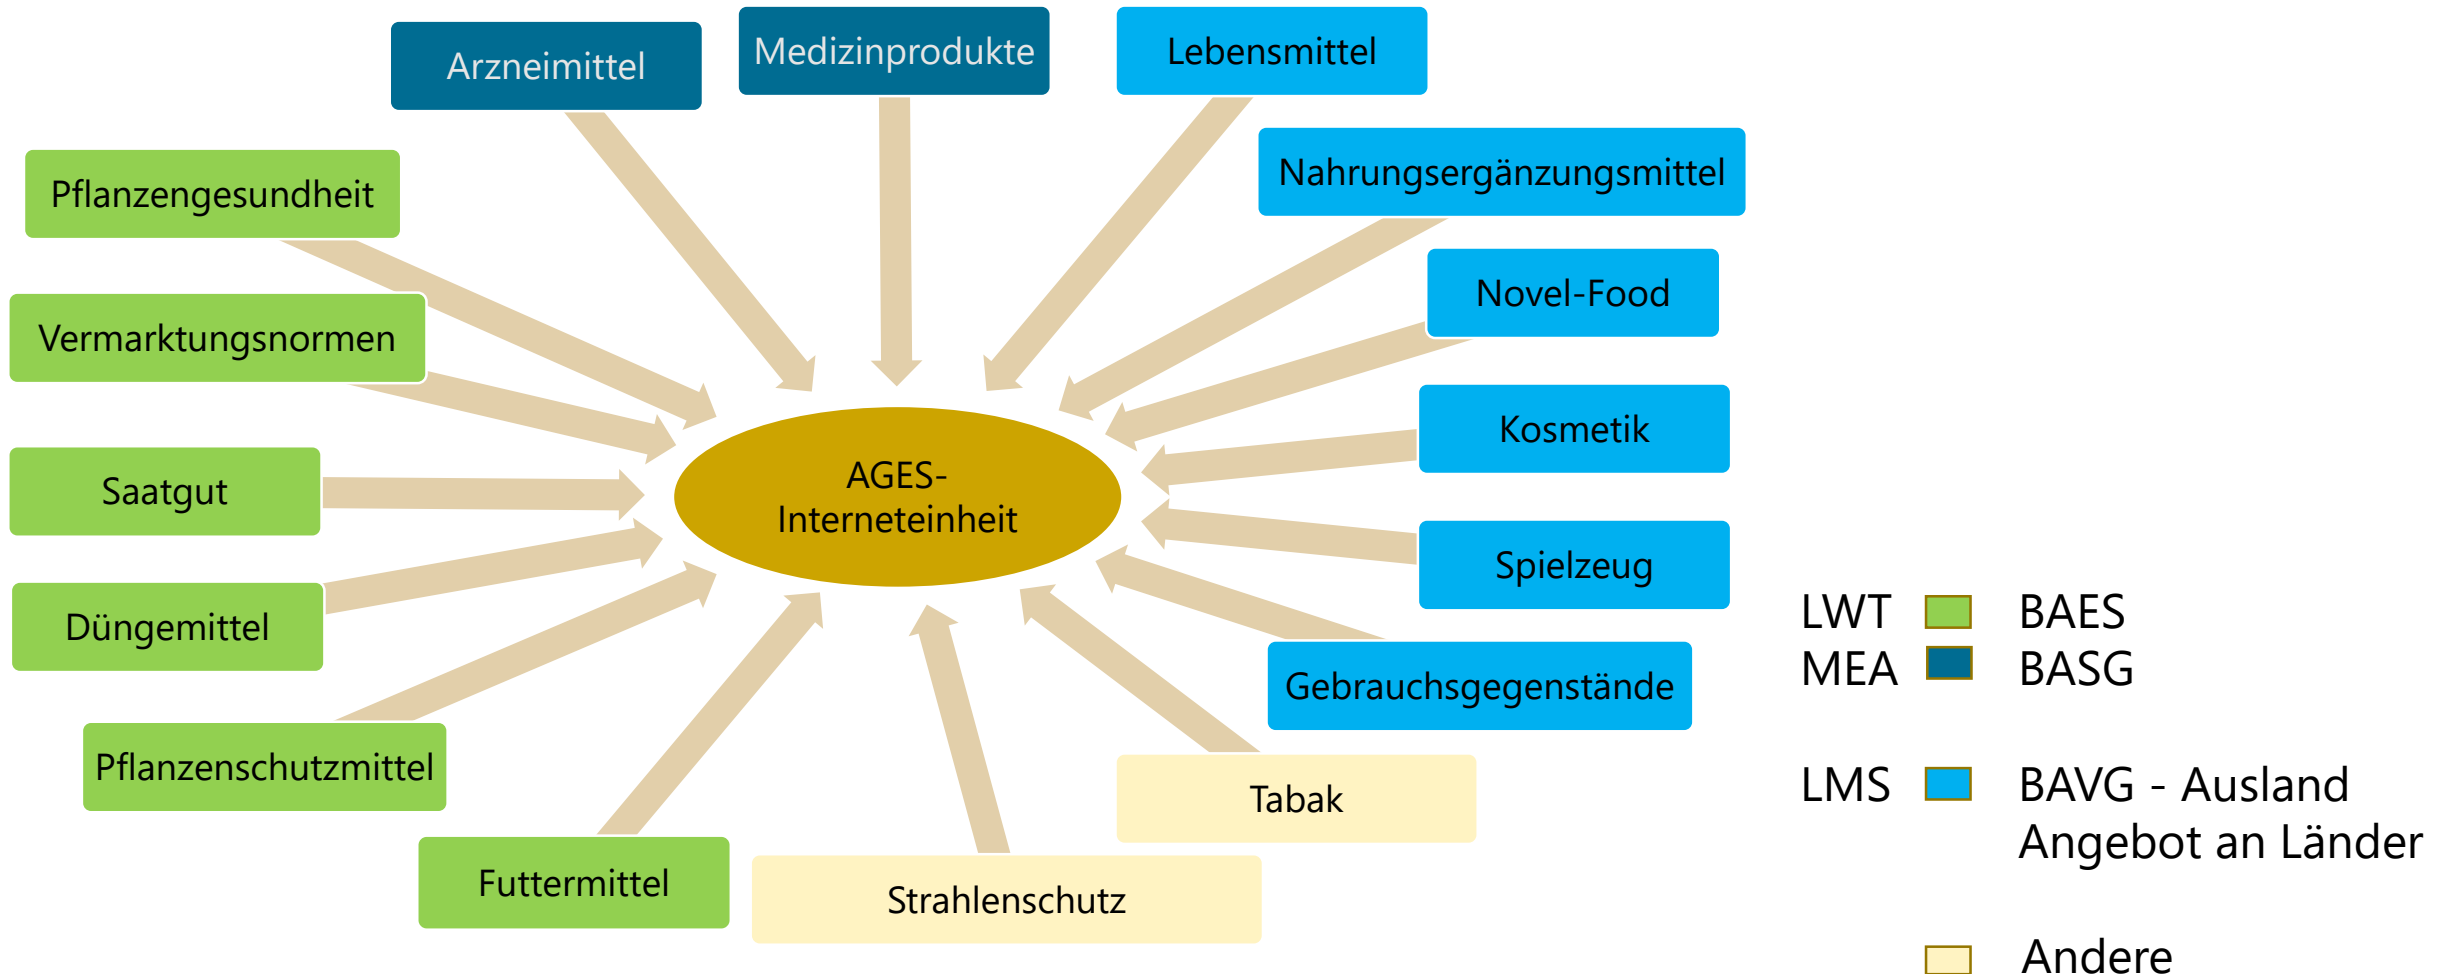 Arzneimittel
Medizinprodukte
Lebensmittel
Nahrungsergänzungsmittel
Pflanzengesundheit
Novel-Food
Vermarktungsnormen
Kosmetik
AGES-
Interneteinheit
Saatgut
Spielzeug
Düngemittel
Gebrauchsgegenstände
Pflanzenschutzmittel
Tabak
Futtermittel
Strahlenschutz
LWT BAES
MEA BASG
LMS BAVG - Ausland
Angebot an Länder
Andere